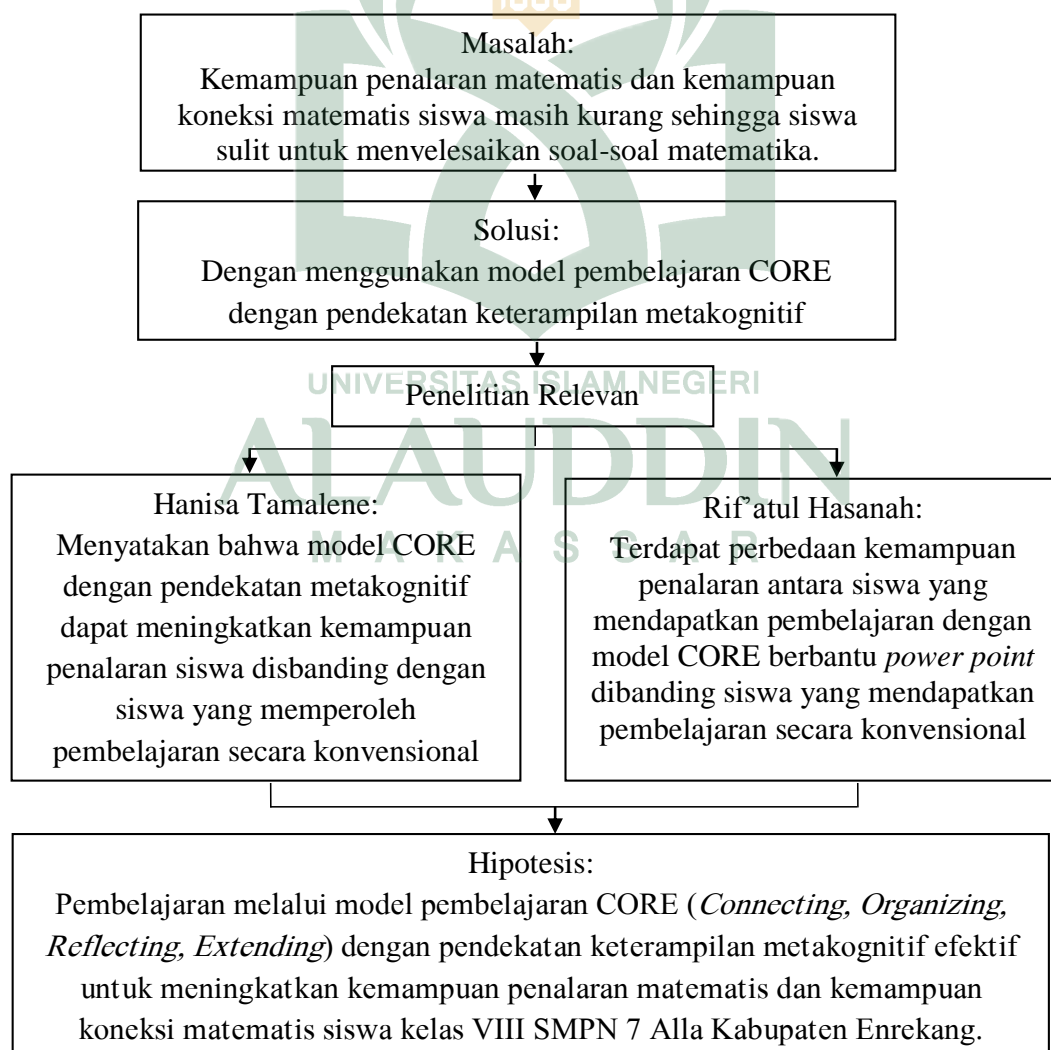 1000
Masalah:
Kemampuan penalaran matematis dan kemampuan
koneksi matematis siswa masih kurang sehingga siswa
sulit untuk menyelesaikan soal-soal matematika.
Solusi:
Dengan menggunakan model pembelajaran CORE
dengan pendekatan keterampilan metakognitif
UNIVERSITAS ISLAM NEGERI
Penelitian Relevan
ALAUDDIN
MAKASSAR
Hanisa Tamalene:
Menyatakan bahwa model CORE
dengan pendekatan metakognitif
dapat meningkatkan kemampuan
penalaran siswa disbanding dengan
siswa yang memperoleh
pembelajaran secara konvensional
Rif’atul Hasanah:
Terdapat perbedaan kemampuan
penalaran antara siswa yang
mendapatkan pembelajaran dengan
model CORE berbantu power point
dibanding siswa yang mendapatkan
pembelajaran secara konvensional
Hipotesis:
Pembelajaran melalui model pembelajaran CORE (Connecting, Organizing,
Reflecting, Extending) dengan pendekatan keterampilan metakognitif efektif
untuk meningkatkan kemampuan penalaran matematis dan kemampuan
koneksi matematis siswa kelas VIII SMPN 7 Alla Kabupaten Enrekang.